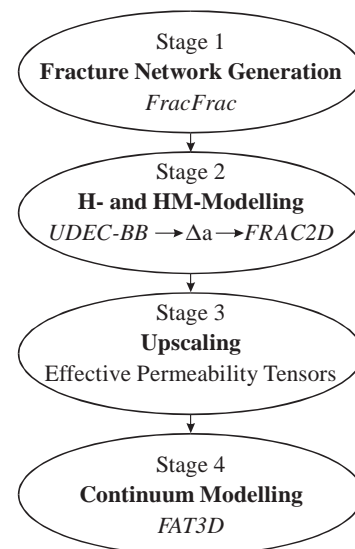 Stage 1
Fracture Network Generation
FracFrac
Stage 2
H- and HM-Modelling
UDEC-BB → Δa → FRAC2D
Stage 3
Upscaling
Effective Permeability Tensors
Stage 4
Continuum Modelling
FAT3D